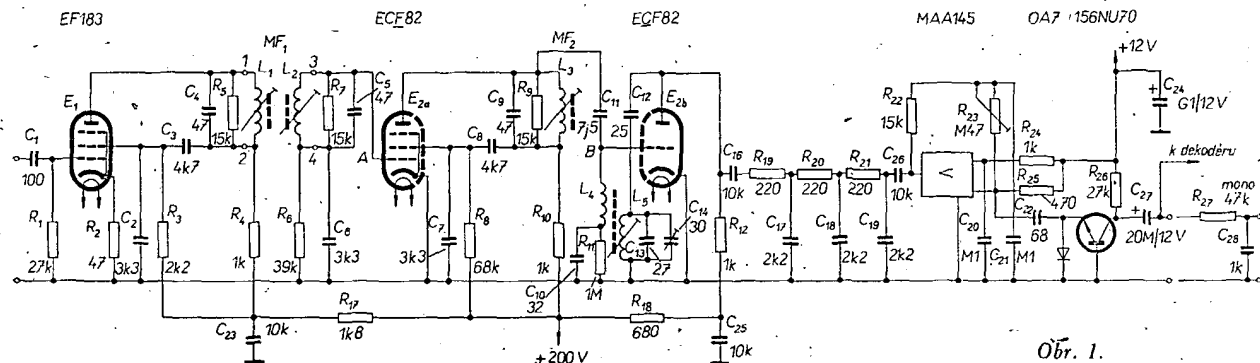 EF183
ECF82
ECF82
MAA145
OA7
156NU70
MF₁
MF₂
+12V
C₂₄
G1/12V
1
3
L₁
L₂
C₄
47
R₅
15k
2
4
R₇
15k
C₅
47
E₁
C₁
100
C₃
4k7
R₁
27k
R₂
47
C₂
3k3
R₃
2k2
R₄
1k
R₆
39k
C₆
3k3
A
E₂ₐ
C₇
3k3
C₈
4k7
R₈
68k
C₉
47
R₉
15k
L₃
C₁₁
7j5
C₁₂
25
B
E₂b
R₁₀
1k
L₄
L₅
C₁₀
32
R₁₁
1M
C₁₃
27
C₁₄
30
C₁₆
10k
R₁₂
1k
R₁₉
220
R₂₀
220
R₂₁
220
C₂₆
10k
C₁₇
2k2
C₁₈
2k2
C₁₉
2k2
R₂₂
15k
R₂₃
M47
R₂₄
1k
R₂₅
470
C₂₀
M1
C₂₁
M1
C₂₂
68
R₂₆
27k
C₂₇
20M/12V
k dekodéru
R₂₇
mono
47k
C₂₈
1k
C₂₃
10k
R₁₇
1k8
+200V
R₁₈
680
C₂₅
10k
Obr. 1.